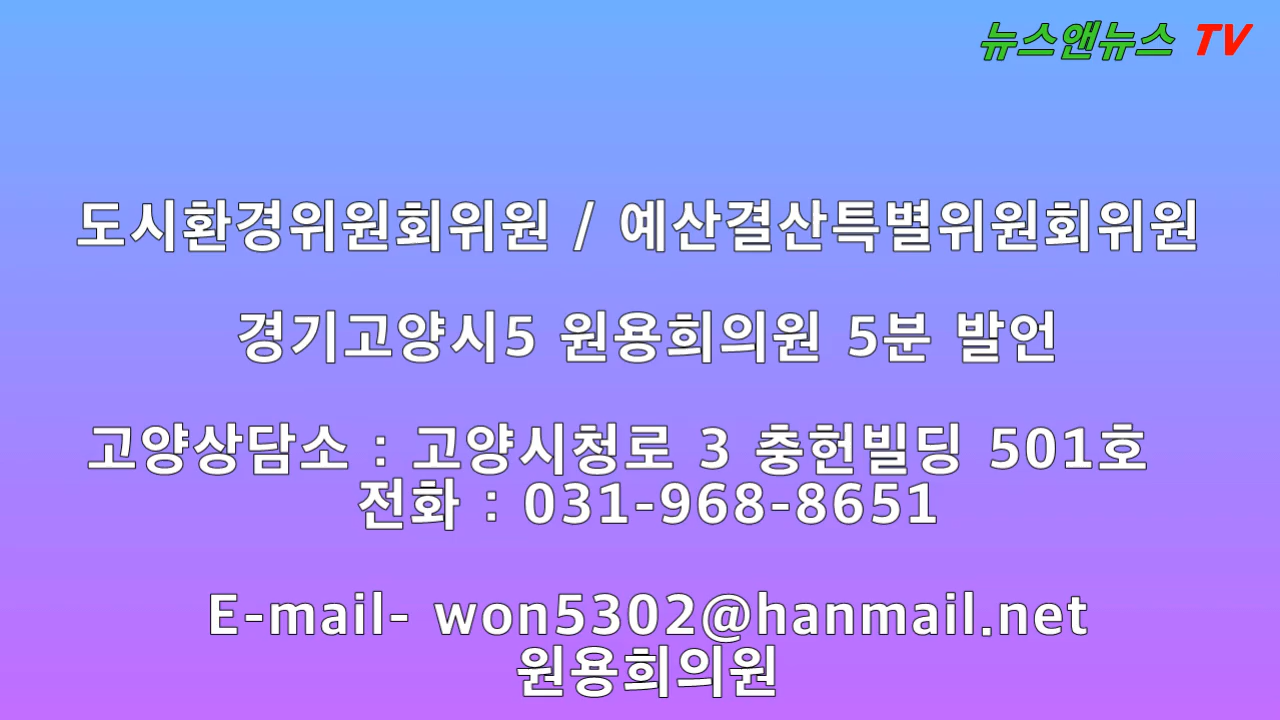 뉴스앤뉴스 TV
도시환경위원회위원 / 예산결산특별위원회위원
경기고양시5 원용희의원 5분 발언
고양상담소 : 고양시청로 3 충헌빌딩 501호
전화 : 031-968-8651
E-mail- won5302@hanmail.net
원용희의원